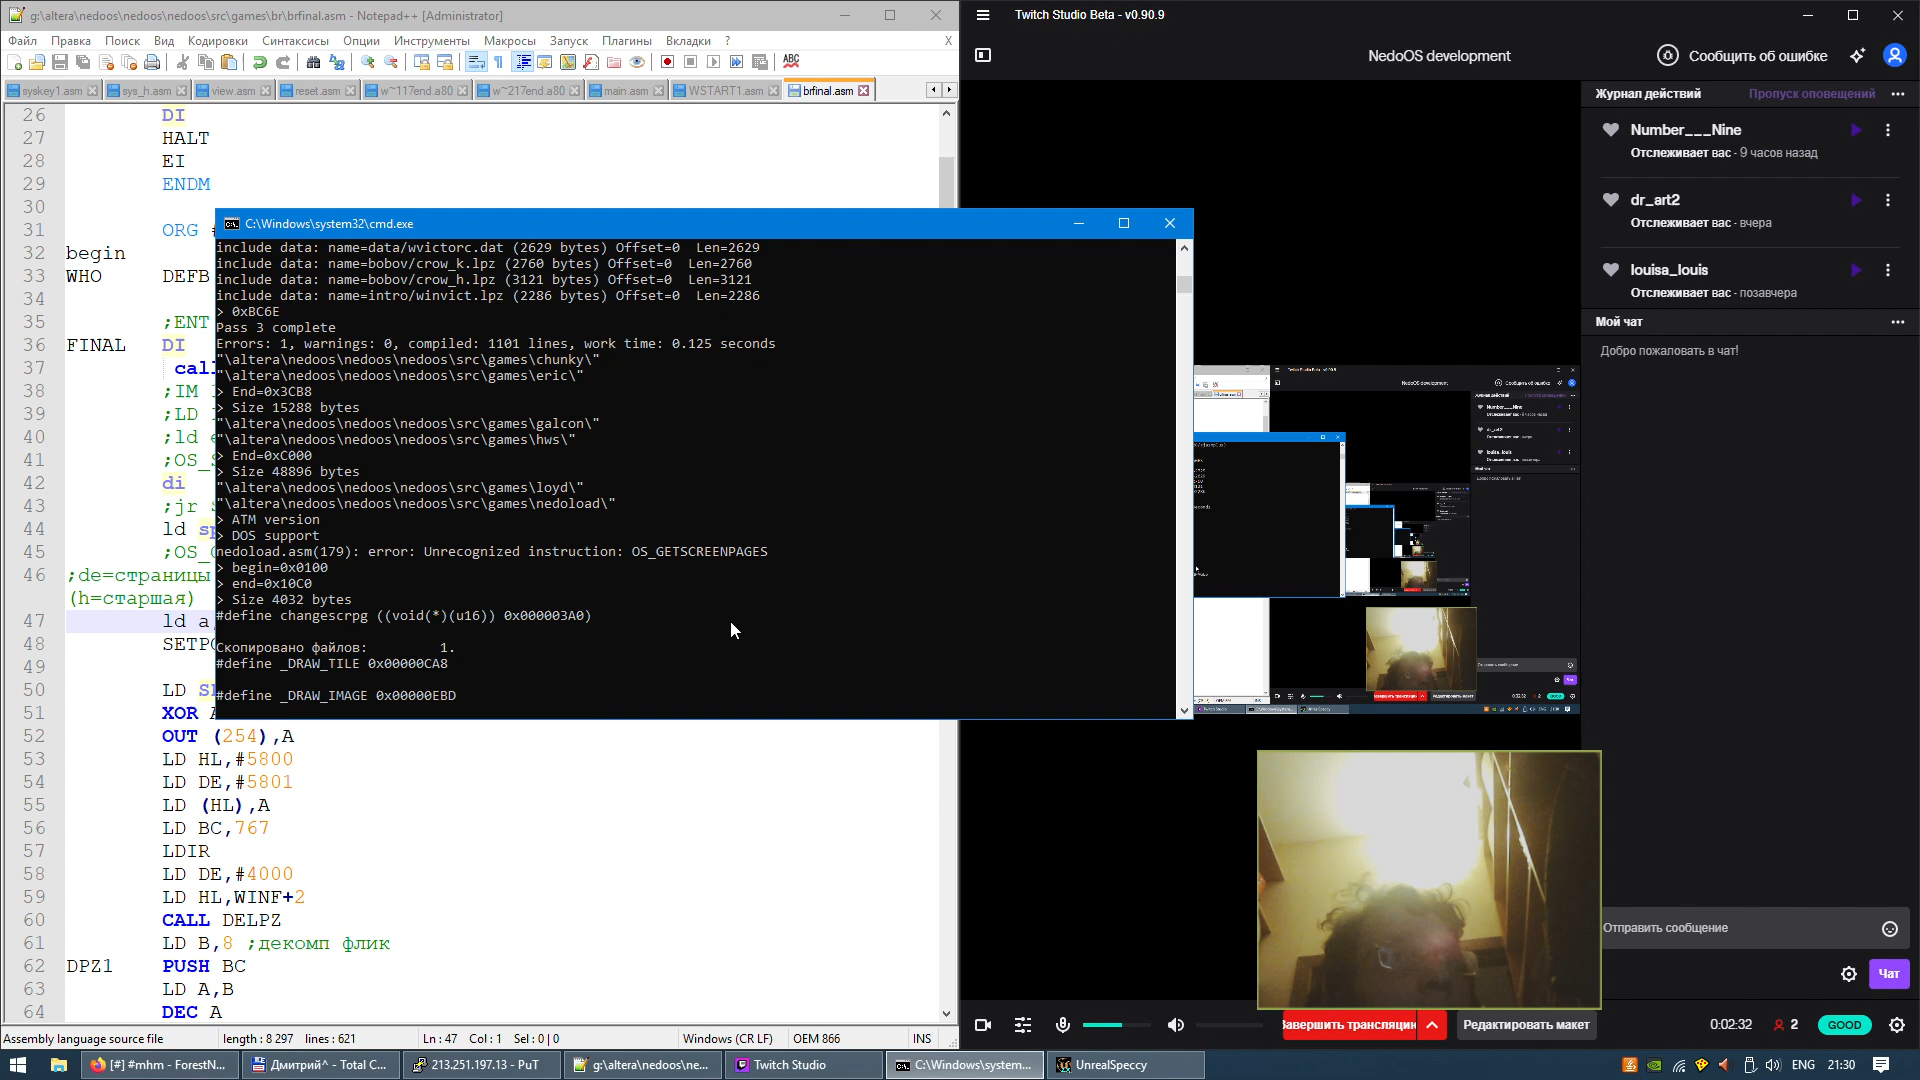 g:\altera\nedoos\nedoos\nedoos\src\games\br\brfinal.asm - Notepad++ [Administrator]
Файл Правка Поиск Вид Кодировки Синтаксисы Опции Инструменты Макросы Запуск Плагины Вкладки ? X
syskey1.asm sys_h.asm view.asm reset.asm w~117end.a80 w~217end.a80 main.asm WSTART1.asm brfinal.asm
26 DI
27 HALT
28 EI
29 ENDM
30
31 ORG #
32 begin
33 WHO DEFB
34
35 ;ENT
36 FINAL DI
37 call
38 ;IM
39 ;LD
40 ;ld
41 ;OS_
42 di
43 ;jr
44 ld sp
45 ;OS_
46 ;de=страницы
(h=старшая)
47 ld a
48 SETPG
49
50 LD
51 XOR A
52 OUT (254),A
53 LD HL,#5800
54 LD DE,#5801
55 LD (HL),A
56 LD BC,767
57 LDIR
58 LD DE,#4000
59 LD HL,WINF+2
60 CALL DELPZ
61 LD B,8 ;декомп флик
62 DPZ1 PUSH BC
63 LD A,B
64 DEC A
Assembly language source file length : 8 297 lines : 621 Ln : 47 Col : 1 Sel : 0 | 0 Windows (CR LF) OEM 866 INS
C:\Windows\system32\cmd.exe
include data: name=data/wvictorc.dat (2629 bytes) Offset=0 Len=2629
include data: name=bobov/crow_k.lpz (2760 bytes) Offset=0 Len=2760
include data: name=bobov/crow_h.lpz (3121 bytes) Offset=0 Len=3121
include data: name=intro/winvict.lpz (2286 bytes) Offset=0 Len=2286
> 0xBC6E
Pass 3 complete
Errors: 1, warnings: 0, compiled: 1101 lines, work time: 0.125 seconds
"\altera\nedoos\nedoos\nedoos\src\games\chunky\"
"\altera\nedoos\nedoos\nedoos\src\games\eric\"
> End=0x3CB8
> Size 15288 bytes
"\altera\nedoos\nedoos\nedoos\src\games\galcon\"
"\altera\nedoos\nedoos\nedoos\src\games\hws\"
> End=0xC000
> Size 48896 bytes
"\altera\nedoos\nedoos\nedoos\src\games\loyd\"
"\altera\nedoos\nedoos\nedoos\src\games\nedoload\"
> ATM version
> DOS support
nedoload.asm(179): error: Unrecognized instruction: OS_GETSCREENPAGES
> begin=0x0100
> end=0x10C0
> Size 4032 bytes
#define changescrpg ((void(*)(u16)) 0x000003A0)
Скопировано файлов: 1.
#define _DRAW_TILE 0x00000CA8
#define _DRAW_IMAGE 0x00000EBD
Twitch Studio Beta - v0.90.9
NedoOS development
Сообщить об ошибке
Журнал действий Пропуск оповещений
Number___Nine
Отслеживает вас - 9 часов назад
dr_art2
Отслеживает вас - вчера
louisa_louis
Отслеживает вас - позавчера
Мой чат
Добро пожаловать в чат!
Отправить сообщение
Чат
Завершить трансляцию Редактировать макет 0:02:32 2 GOOD
[#] #mhm - ForestN... Дмитрий^ - Total C... 213.251.197.13 - PuT g:\altera\nedoos\ne... Twitch Studio C:\Windows\system... UnrealSpeccy ENG 21:30